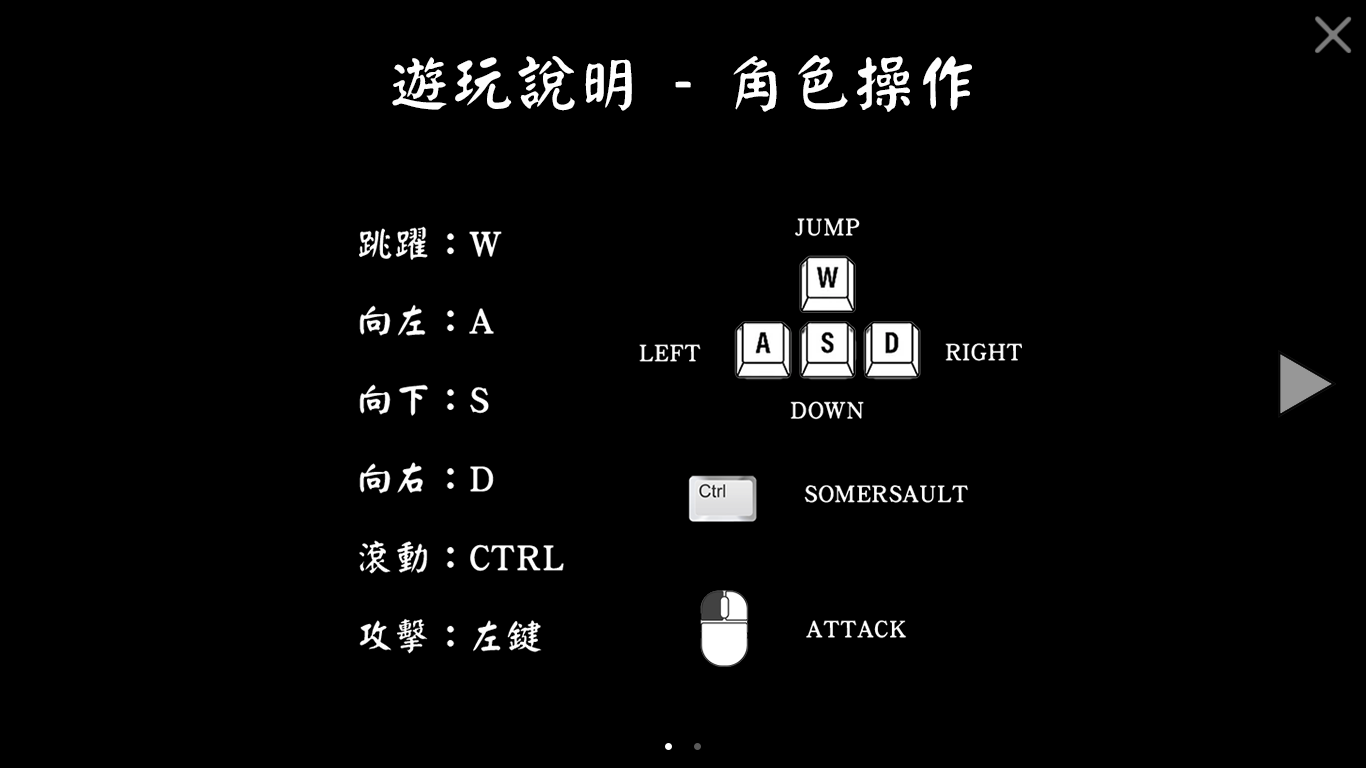 遊玩說明 - 角色操作
跳躍：W
向左：A
向下：S
向右：D
滾動：CTRL
攻擊：左鍵
JUMP
W
LEFT
A S D
RIGHT
DOWN
Ctrl
SOMERSAULT
ATTACK